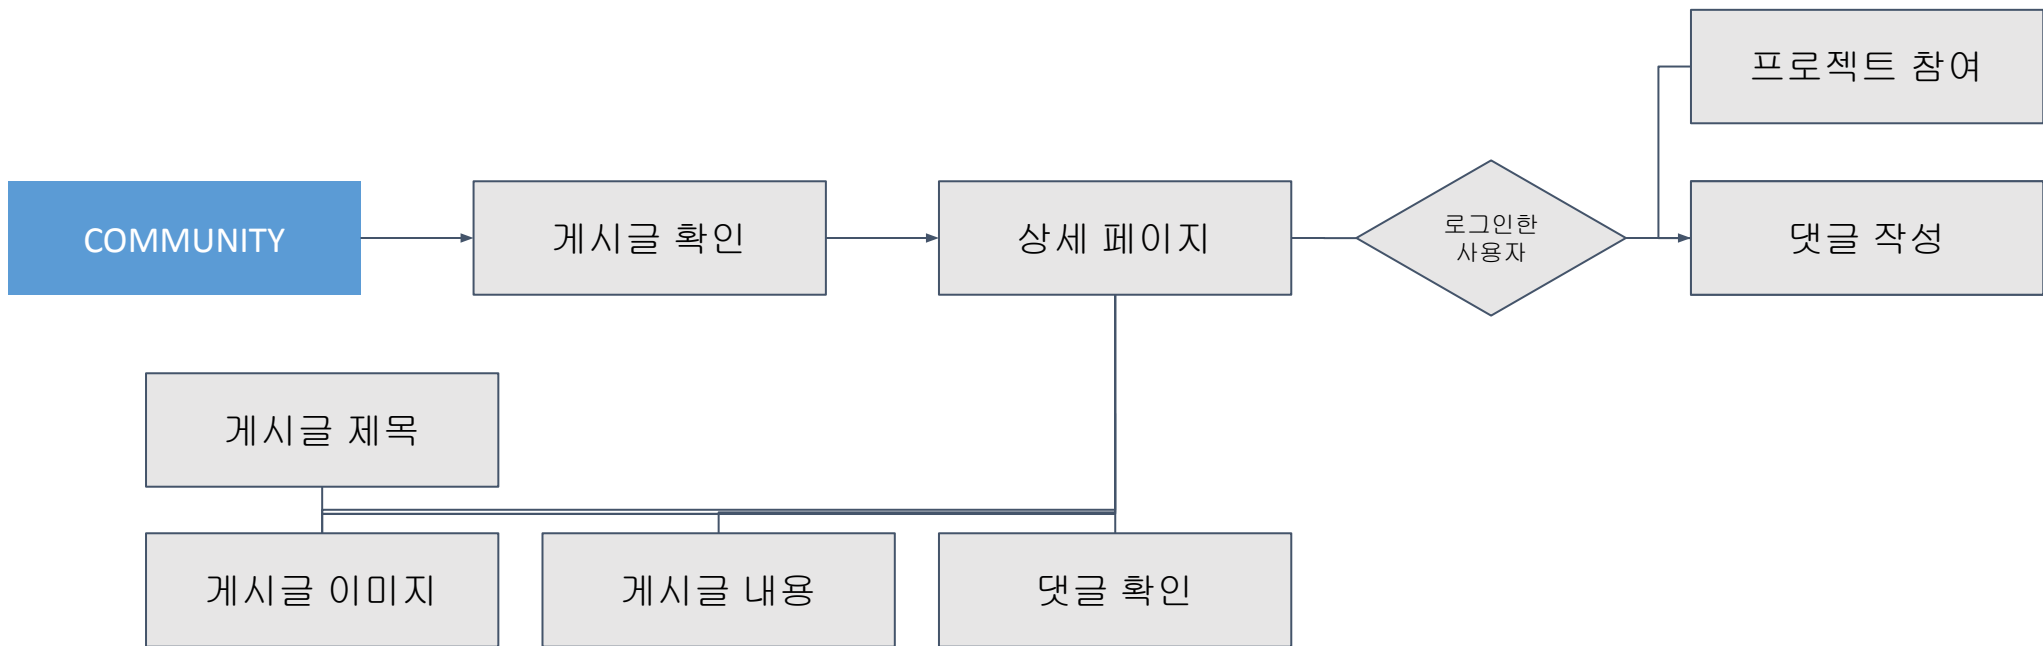 프로젝트 참여
COMMUNITY
게시글 확인
상세 페이지
로그인한
사용자
댓글 작성
게시글 제목
게시글 이미지
게시글 내용
댓글 확인